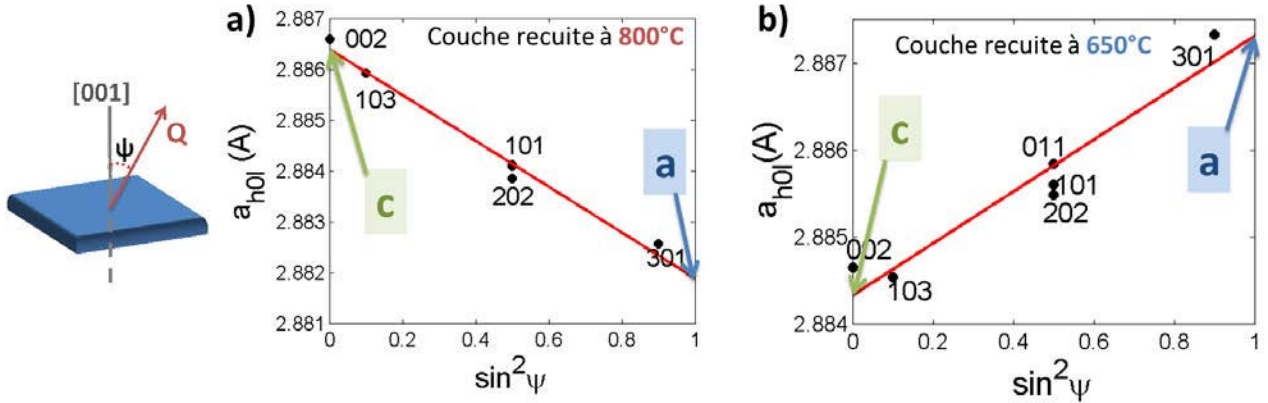 [001]
ψ
Q
a)
Couche recuite à 800°C
2.887
2.886
2.885
2.884
2.883
2.882
2.881
a_h0l (A)
002
103
101
202
301
c
a
0
0.2
0.4
0.6
0.8
1
sin²ψ
b)
Couche recuite à 650°C
2.887
2.886
2.885
2.884
a_h0l (A)
301
011
101
202
002
103
c
a
0
0.2
0.4
0.6
0.8
1
sin²ψ